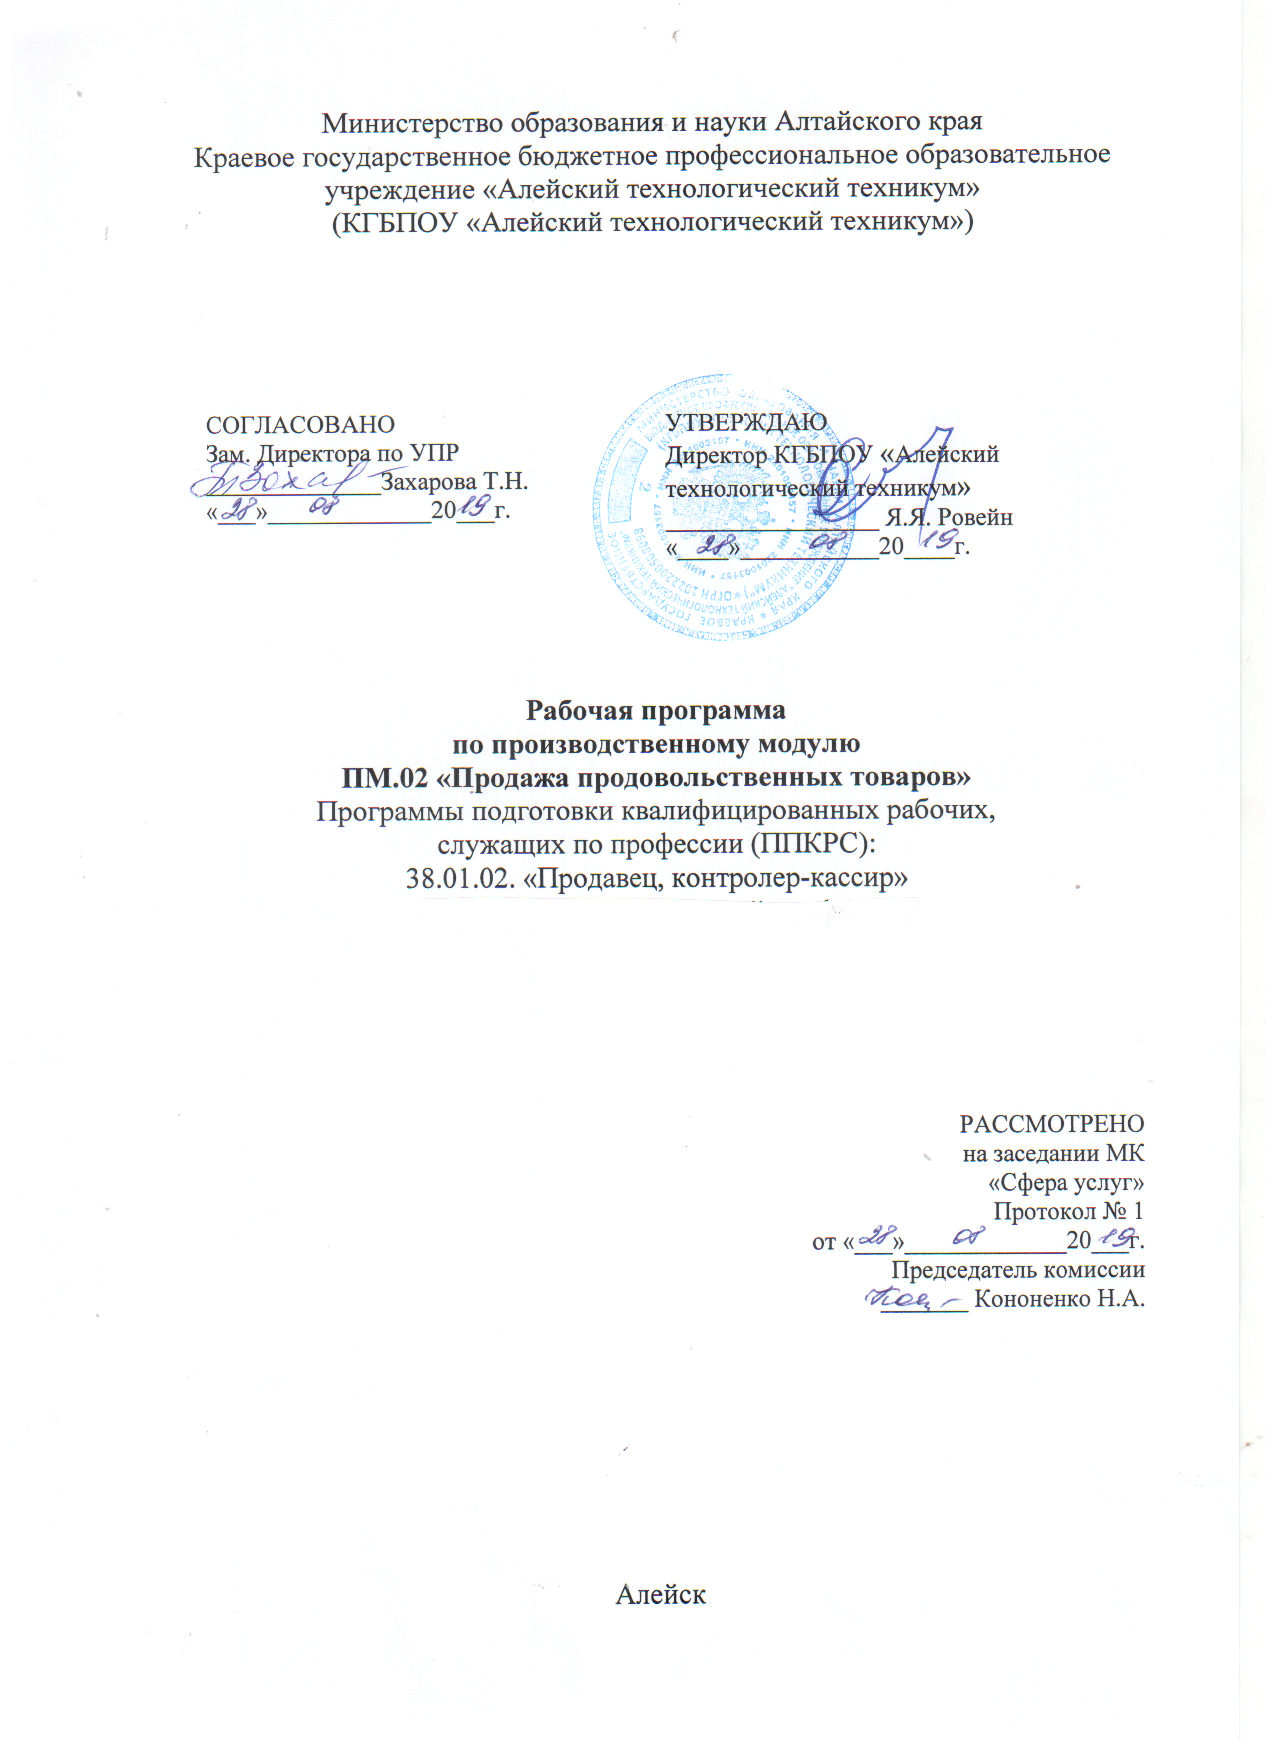 Министерство образования и науки Алтайского края
Краевое государственное бюджетное профессиональное образовательное
учреждение «Алейский технологический техникум»
(КГБПОУ «Алейский технологический техникум»)
СОГЛАСОВАНО
Зам. Директора по УПР
Захарова Т.Н.
«28» 08 2019г.
УТВЕРЖДАЮ
Директор КГБПОУ «Алейский
технологический техникум»
Я.Я. Ровейн
«28» 08 2019г.
Рабочая программа
по производственному модулю
ПМ.02 «Продажа продовольственных товаров»
Программы подготовки квалифицированных рабочих,
служащих по профессии (ППКРС):
38.01.02. «Продавец, контролер-кассир»
РАССМОТРЕНО
на заседании МК
«Сфера услуг»
Протокол № 1
от «28» 08 2019г.
Председатель комиссии
Кононенко Н.А.
Алейск